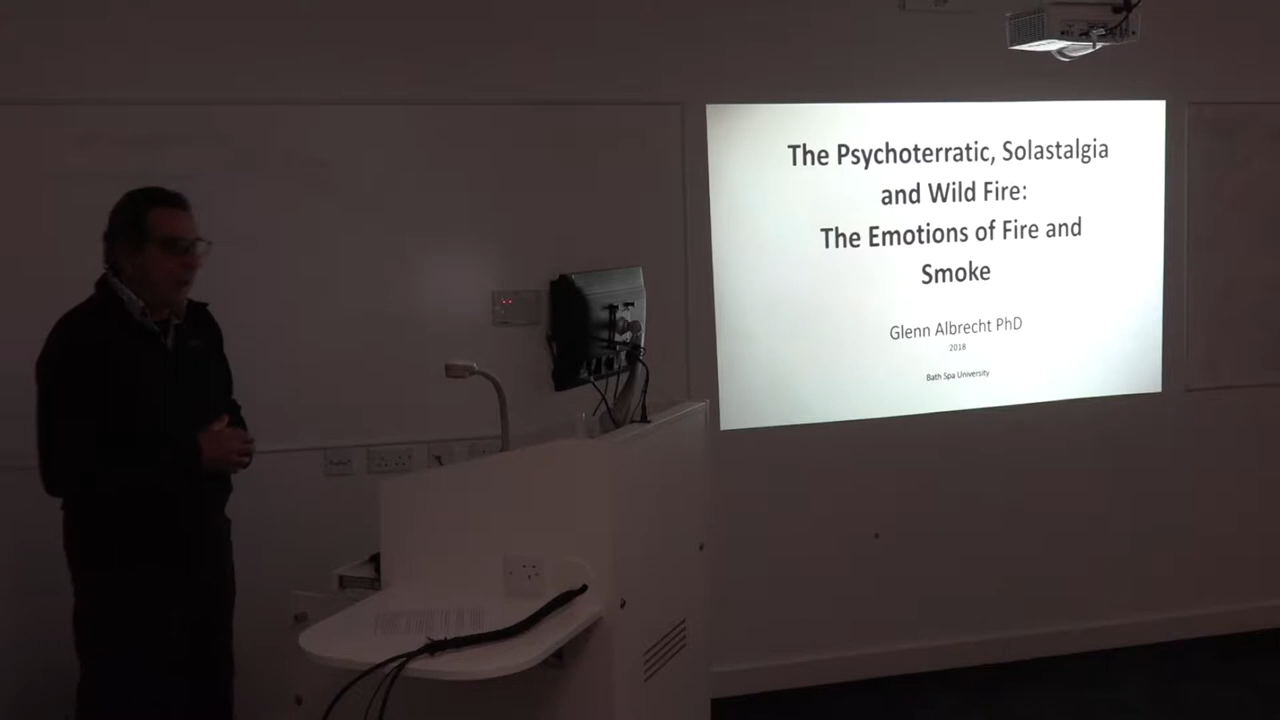 The Psychoterratic, Solastalgia
and Wild Fire:
The Emotions of Fire and
Smoke
Glenn Albrecht PhD
2018
Bath Spa University